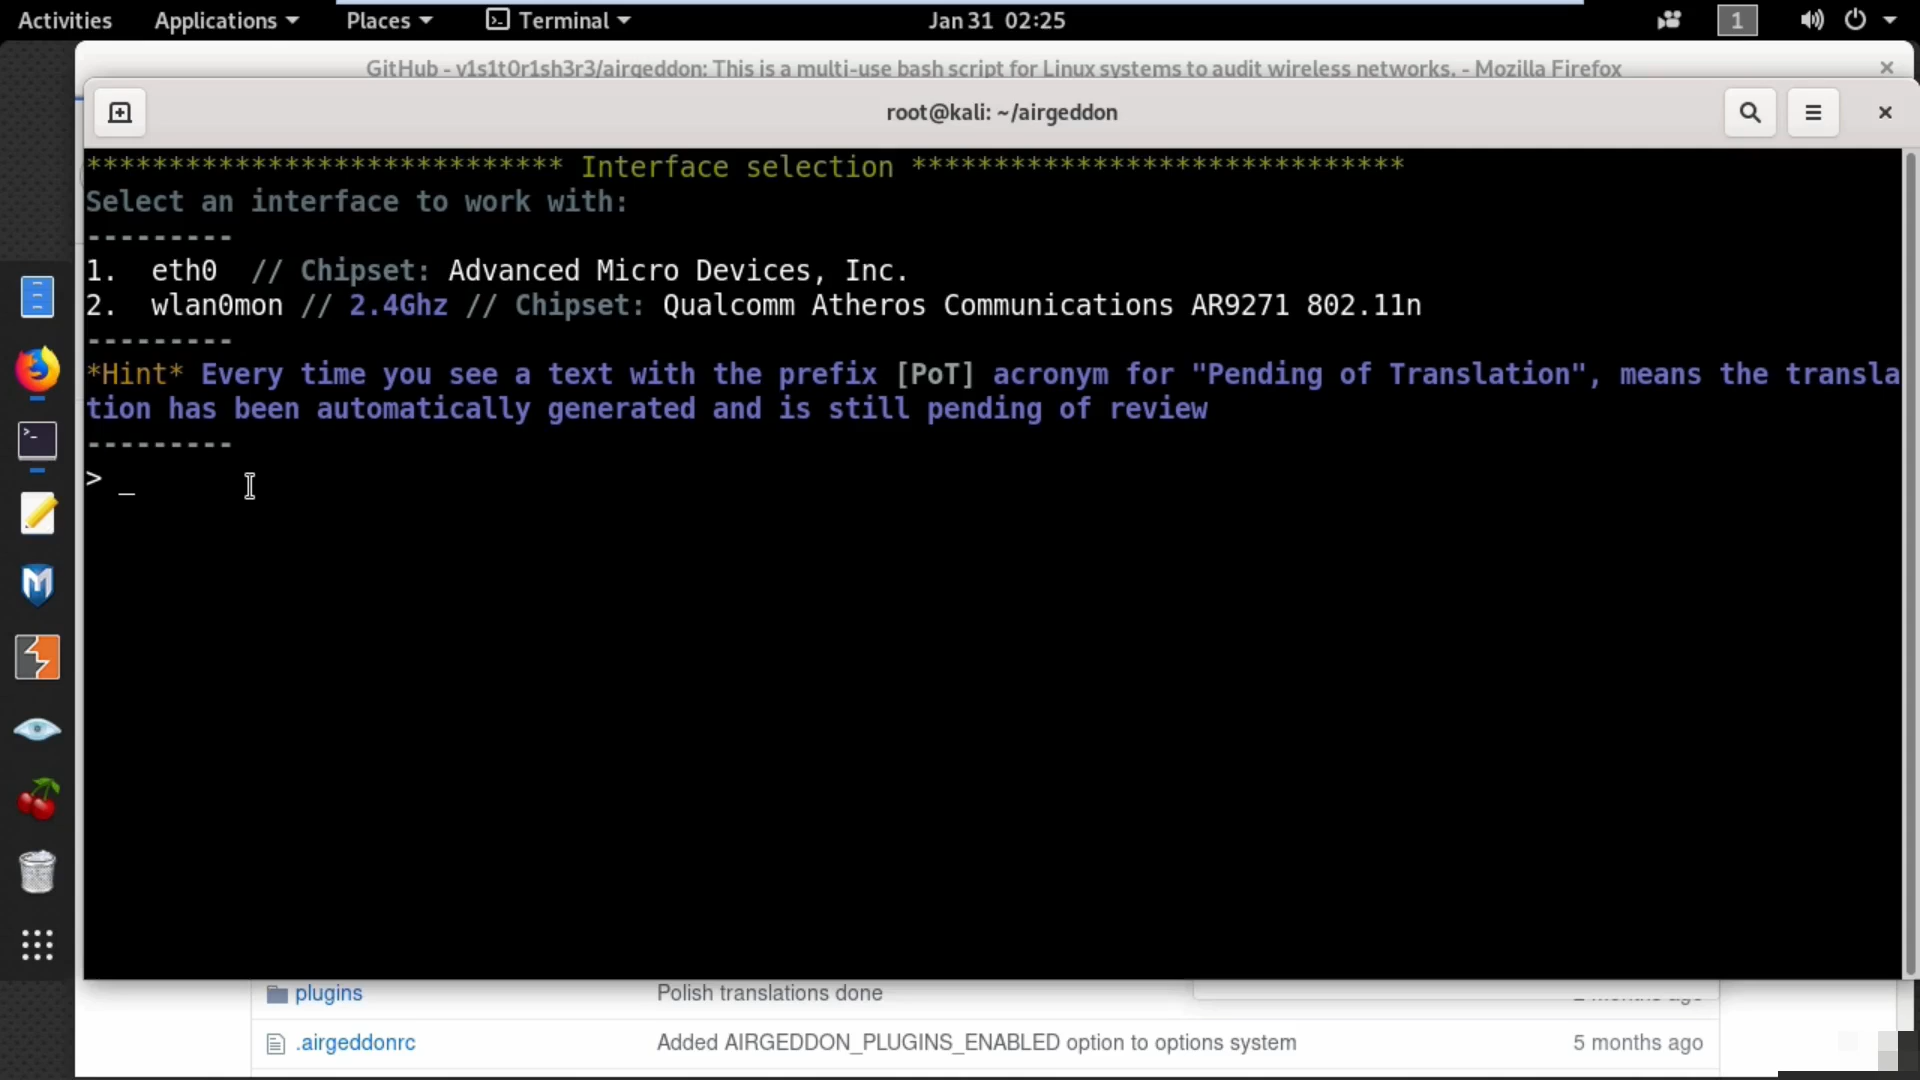 Activities Applications Places Terminal Jan 31 02:25 1
GitHub - v1s1t0r1sh3r3/airgeddon: This is a multi-use bash script for Linux systems to audit wireless networks. - Mozilla Firefox
root@kali: ~/airgeddon
***************************** Interface selection ******************************
Select an interface to work with:
---------
1.  eth0  // Chipset: Advanced Micro Devices, Inc.
2.  wlan0mon // 2.4Ghz // Chipset: Qualcomm Atheros Communications AR9271 802.11n
---------
*Hint* Every time you see a text with the prefix [PoT] acronym for "Pending of Translation", means the transla
tion has been automatically generated and is still pending of review
---------
> _
plugins Polish translations done 2 months ago
.airgeddonrc Added AIRGEDDON_PLUGINS_ENABLED option to options system 5 months ago